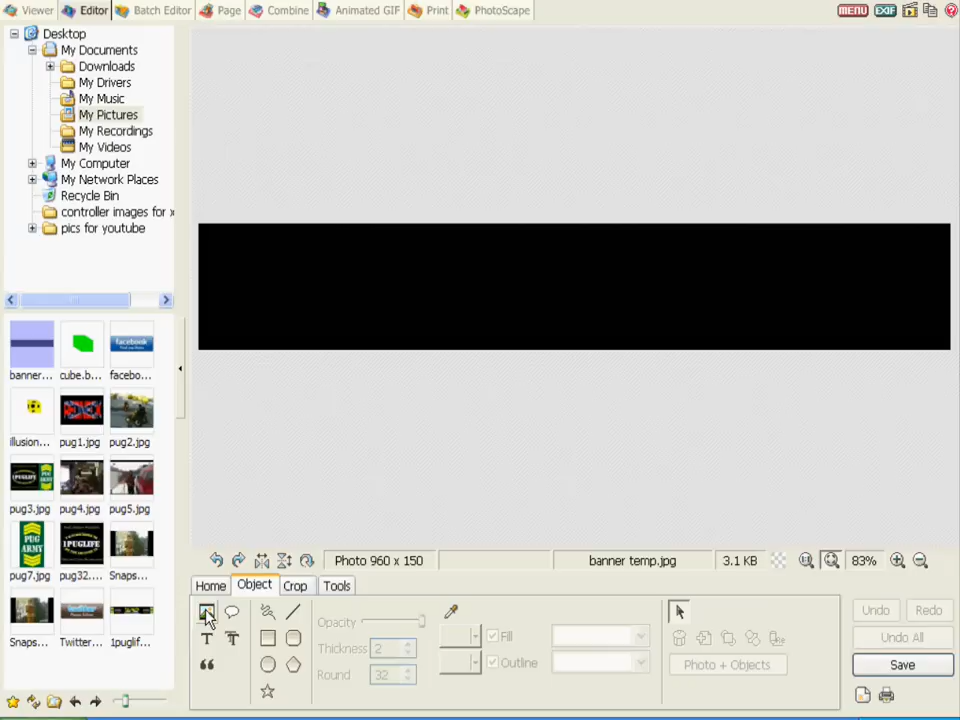 Viewer Editor Batch Editor Page Combine Animated GIF Print PhotoScape MENU EXIF
Desktop
My Documents
Downloads
My Drivers
My Music
My Pictures
My Recordings
My Videos
My Computer
My Network Places
Recycle Bin
controller images for x
pics for youtube
facebook
banner... cube.b... facebo...
illusion... pug1.jpg pug2.jpg
pug3.jpg pug4.jpg pug5.jpg
PUG ARMY
pug7.jpg pug32.... Snaps...
twitter
Snaps... Twitter... 1puglif...
Photo 960 x 150 banner temp.jpg 3.1 KB 83%
Home Object Crop Tools
Opacity
Thickness 2
Round 32
Fill
Outline
Photo + Objects
Undo Redo
Undo All
Save